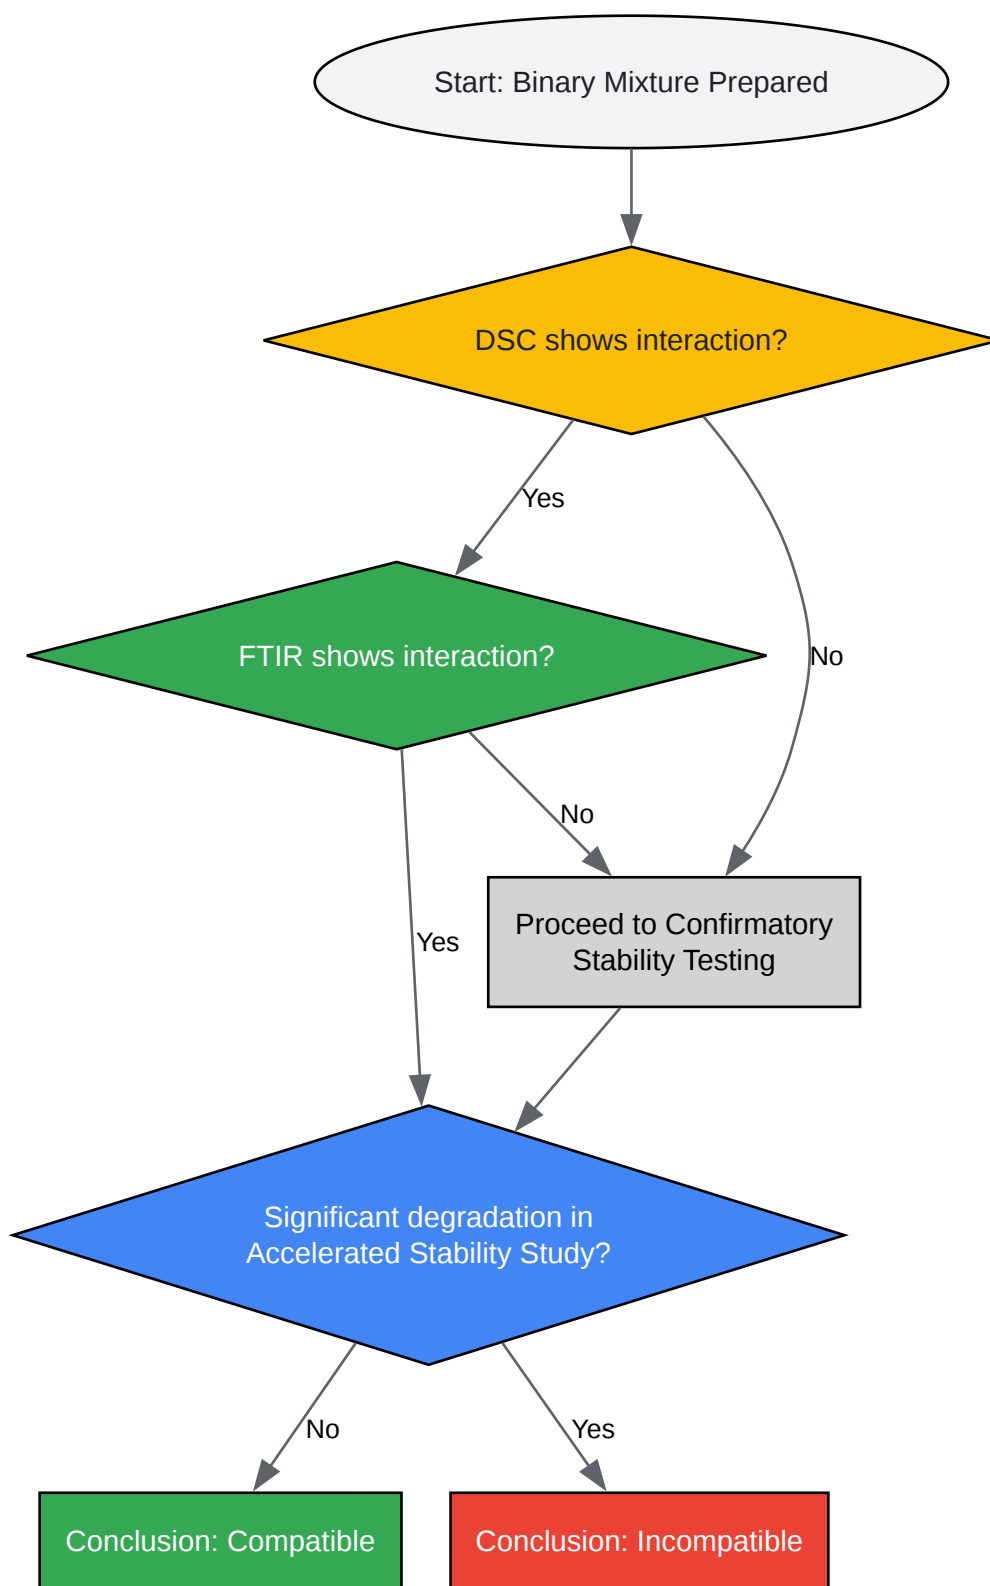 Start: Binary Mixture Prepared
DSC shows interaction?
Yes
FTIR shows interaction?
No
No
Proceed to Confirmatory
Stability Testing
Yes
Significant degradation in
Accelerated Stability Study?
No
Yes
Conclusion: Compatible
Conclusion: Incompatible